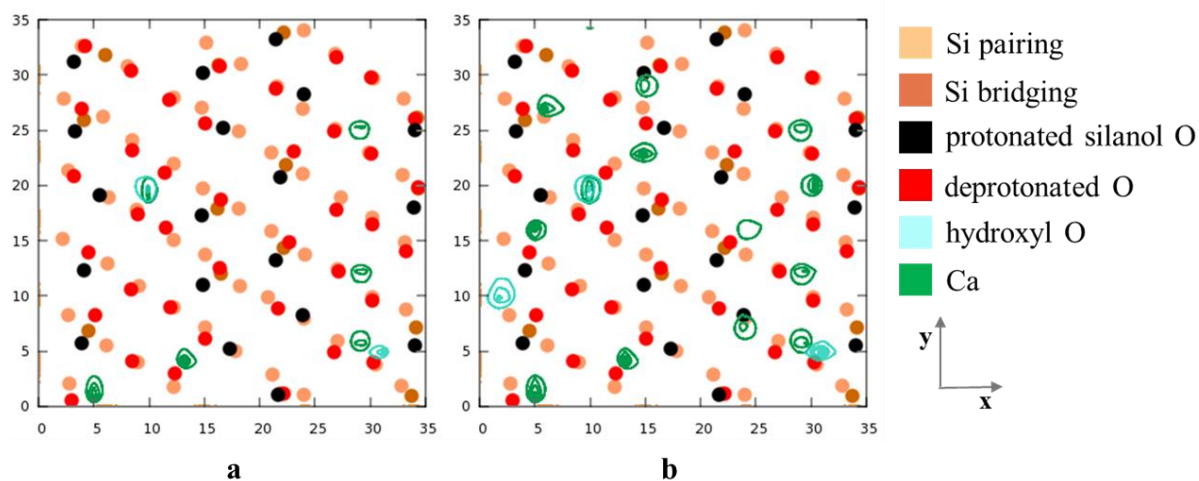 35
30
25
20
15
10
5
0
0 5 10 15 20 25 30 35
a
35
30
25
20
15
10
5
0
0 5 10 15 20 25 30 35
b
Si pairing
Si bridging
protonated silanol O
deprotonated O
hydroxyl O
Ca
y
x